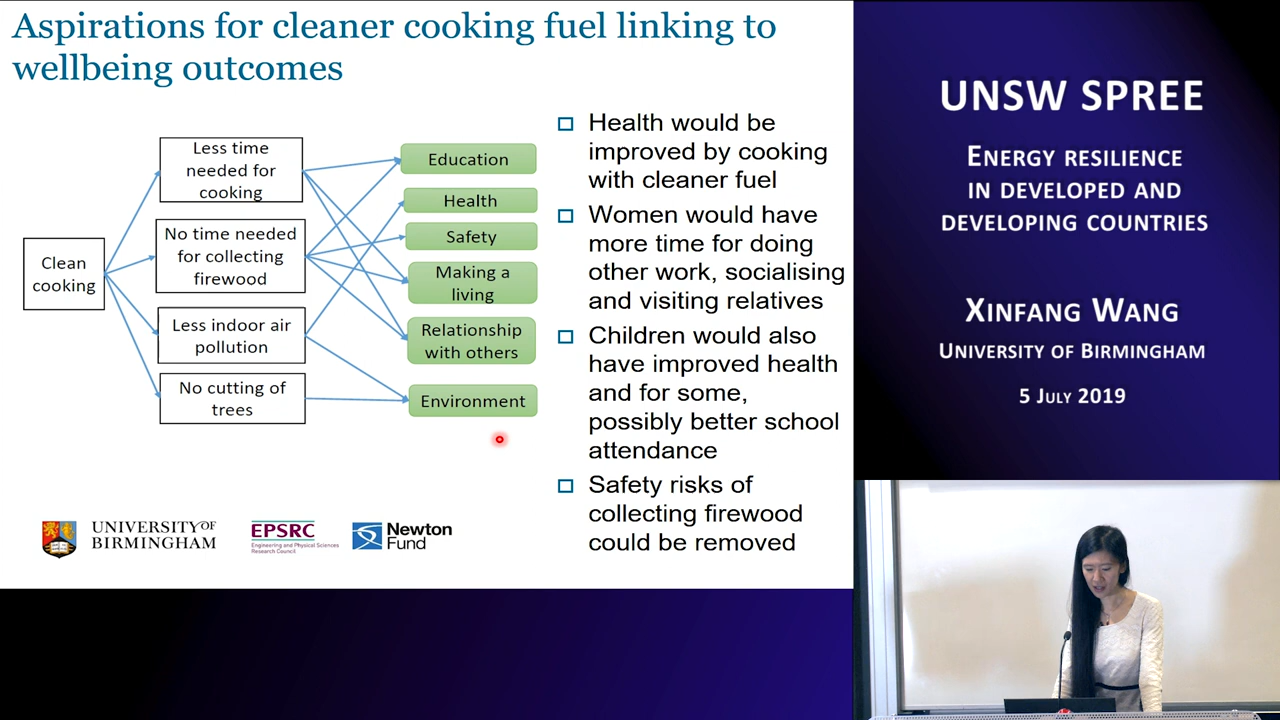 Aspirations for cleaner cooking fuel linking to
wellbeing outcomes
Clean
cooking
Less time
needed for
cooking
No time needed
for collecting
firewood
Less indoor air
pollution
No cutting of
trees
Education
Health
Safety
Making a
living
Relationship
with others
Environment
Health would be
improved by cooking
with cleaner fuel
Women would have
more time for doing
other work, socialising
and visiting relatives
Children would also
have improved health
and for some,
possibly better school
attendance
Safety risks of
collecting firewood
could be removed
UNIVERSITY OF
BIRMINGHAM
EPSRC
Engineering and Physical Sciences
Research Council
Newton
Fund
UNSW SPREE
ENERGY RESILIENCE
IN DEVELOPED AND
DEVELOPING COUNTRIES
XINFANG WANG
UNIVERSITY OF BIRMINGHAM
5 JULY 2019